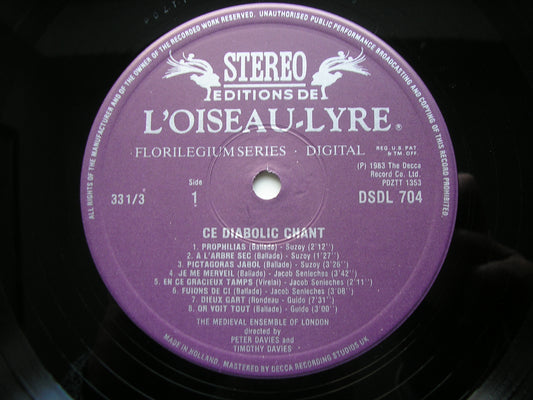 ALL RIGHTS OF THE MANUFACTURER AND OF THE OWNER OF THE RECORDED WORK RESERVED. UNAUTHORISED PUBLIC PERFORMANCE BROADCASTING AND COPYING OF THIS RECORD PROHIBITED
STEREO
EDITIONS DE
L'OISEAU-LYRE ®
FLORILEGIUM SERIES · DIGITAL
REG. U.S. PAT & TM. OFF.
33 1/3
Side
1
(P) 1983 The Decca
Record Co. Ltd.
PDZTT 1353
DSDL 704
CE DIABOLIC CHANT
1. PROPHILIAS (Ballade) - Suzoy (2'12")
2. A L'ARBRE SEC (Ballade) - Suzoy (1'27")
3. PICTAGORAS JABOL (Ballade) - Suzoy (3'26")
4. JE ME MERVEIL (Ballade) - Jacob Senleches (3'42")
5. EN CE GRACIEUX TAMPS (Virelai) - Jacob Senleches (2'11")
6. FUIONS DE CI (Ballade) - Jacob Senleches (3'08")
7. DIEUX GART (Rondeau - Guido (7'31")
8. OR VOIT TOUT (Ballade) - Guido (3'00")
THE MEDIEVAL ENSEMBLE OF LONDON
directed by
PETER DAVIES and
TIMOTHY DAVIES
MADE IN HOLLAND. MASTERED BY DECCA RECORDING STUDIOS UK